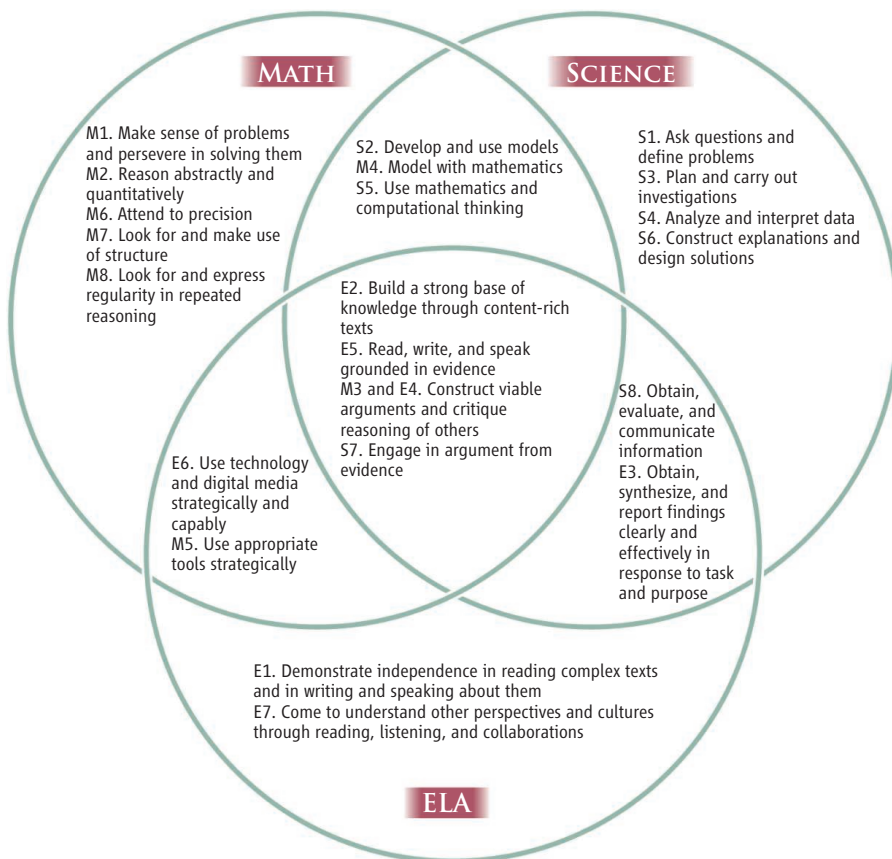 MATH
SCIENCE
M1. Make sense of problems
and persevere in solving them
M2. Reason abstractly and
quantitatively
M6. Attend to precision
M7. Look for and make use
of structure
M8. Look for and express
regularity in repeated
reasoning
S2. Develop and use models
M4. Model with mathematics
S5. Use mathematics and
computational thinking
S1. Ask questions and
define problems
S3. Plan and carry out
investigations
S4. Analyze and interpret data
S6. Construct explanations and
design solutions
E2. Build a strong base of
knowledge through content-rich
texts
E5. Read, write, and speak
grounded in evidence
M3 and E4. Construct viable
arguments and critique
reasoning of others
S7. Engage in argument from
evidence
E6. Use technology
and digital media
strategically and
capably
M5. Use appropriate
tools strategically
S8. Obtain,
evaluate, and
communicate
information
E3. Obtain,
synthesize, and
report findings
clearly and
effectively in
response to task
and purpose
E1. Demonstrate independence in reading complex texts
and in writing and speaking about them
E7. Come to understand other perspectives and cultures
through reading, listening, and collaborations
ELA